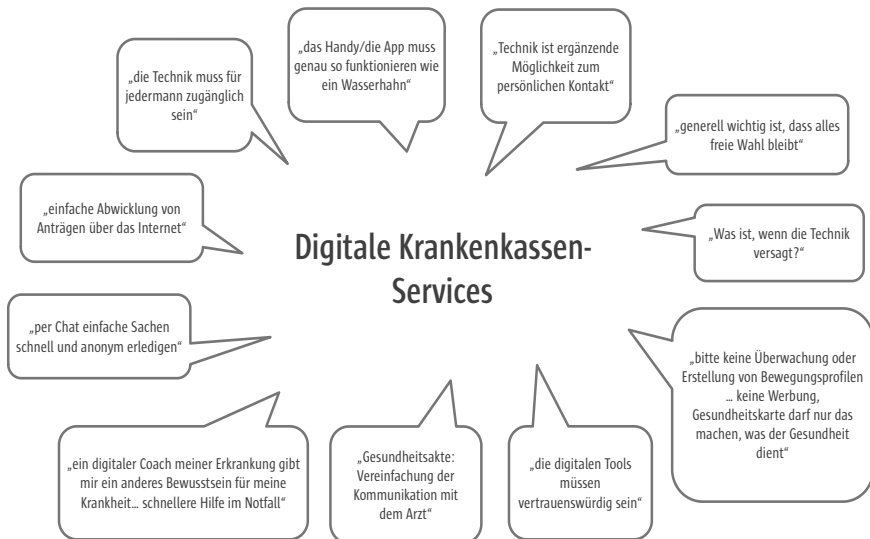 „das Handy/die App muss
genau so funktionieren wie
ein Wasserhahn“
„Technik ist ergänzende
Möglichkeit zum
persönlichen Kontakt“
„die Technik muss für
jedermann zugänglich
sein“
„generell wichtig ist, dass alles
freie Wahl bleibt“
„einfache Abwicklung von
Anträgen über das Internet“
Digitale Krankenkassen-
Services
„Was ist, wenn die Technik
versagt?“
„per Chat einfache Sachen
schnell und anonym erledigen“
„bitte keine Überwachung oder
Erstellung von Bewegungsprofilen
... keine Werbung,
Gesundheitskarte darf nur das
machen, was der Gesundheit
dient“
„ein digitaler Coach meiner Erkrankung gibt
mir ein anderes Bewusstsein für meine
Krankheit... schnellere Hilfe im Notfall“
„Gesundheitsakte:
Vereinfachung der
Kommunikation mit
dem Arzt“
„die digitalen Tools
müssen
vertrauenswürdig sein“